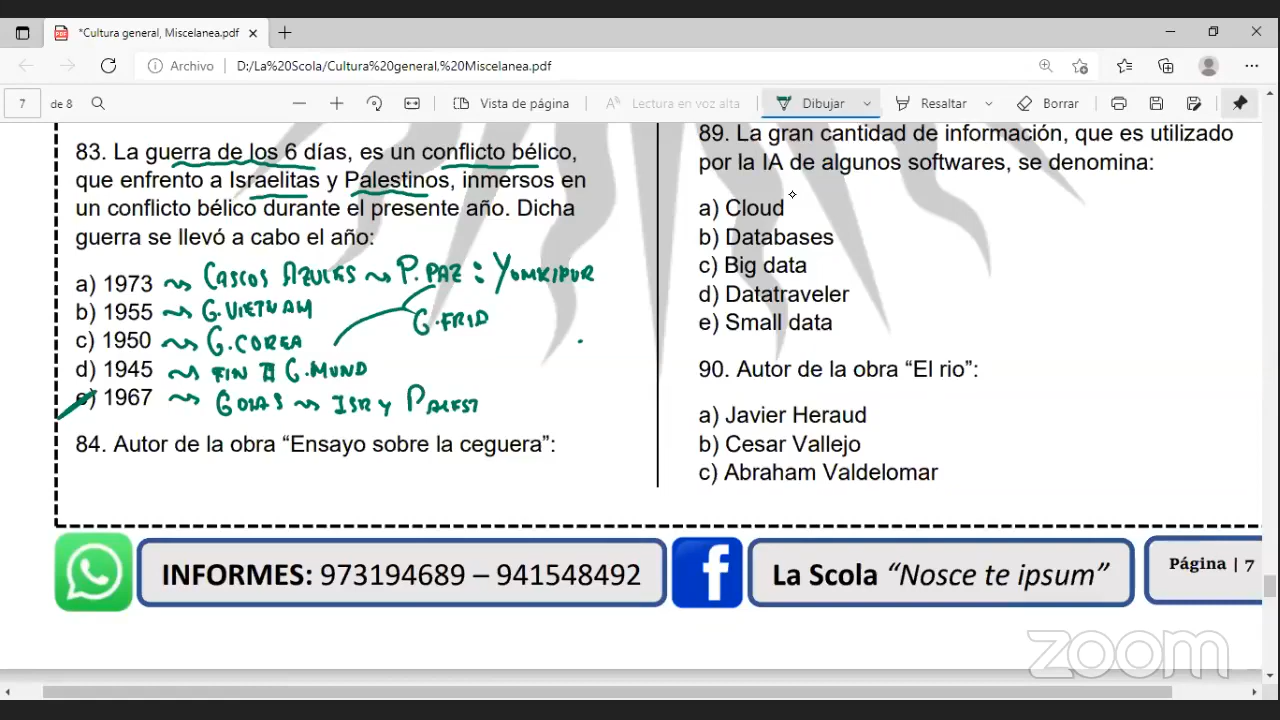 *Cultura general, Miscelanea.pdf
Archivo D:/La%20Scola/Cultura%20general,%20Miscelanea.pdf
7 de 8 Vista de página Lectura en voz alta Dibujar Resaltar Borrar
83. La guerra de los 6 días, es un conflicto bélico,
que enfrento a Israelitas y Palestinos, inmersos en
un conflicto bélico durante el presente año. Dicha
guerra se llevó a cabo el año:
a) 1973 CASCOS AZULES P. PAZ : YOMKIPUR
b) 1955 G. VIETNAM
G. FRID
c) 1950 G. COREA
d) 1945 FIN II G. MUND
e) 1967 ISR y PALEST
84. Autor de la obra “Ensayo sobre la ceguera”:
89. La gran cantidad de información, que es utilizado
por la IA de algunos softwares, se denomina:
a) Cloud
b) Databases
c) Big data
d) Datatraveler
e) Small data
90. Autor de la obra “El rio”:
a) Javier Heraud
b) Cesar Vallejo
c) Abraham Valdelomar
INFORMES: 973194689 – 941548492
La Scola “Nosce te ipsum”
Página | 7
zoom